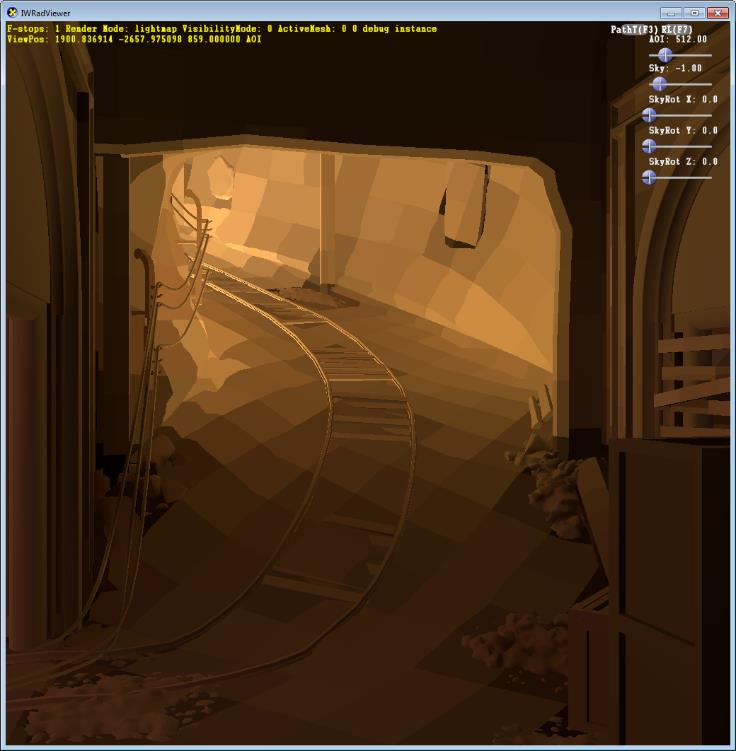 IWRadViewer
F-stops: 1 Render Mode: lightmap VisibilityMode: 0 ActiveMesh: 0 0 debug instance
ViewPos: 1900.836914 -2657.975098 859.000000 AOI
PathT(F3) RL(F7)
AOI: 512.00
Sky: -1.00
SkyRot X: 0.0
SkyRot Y: 0.0
SkyRot Z: 0.0